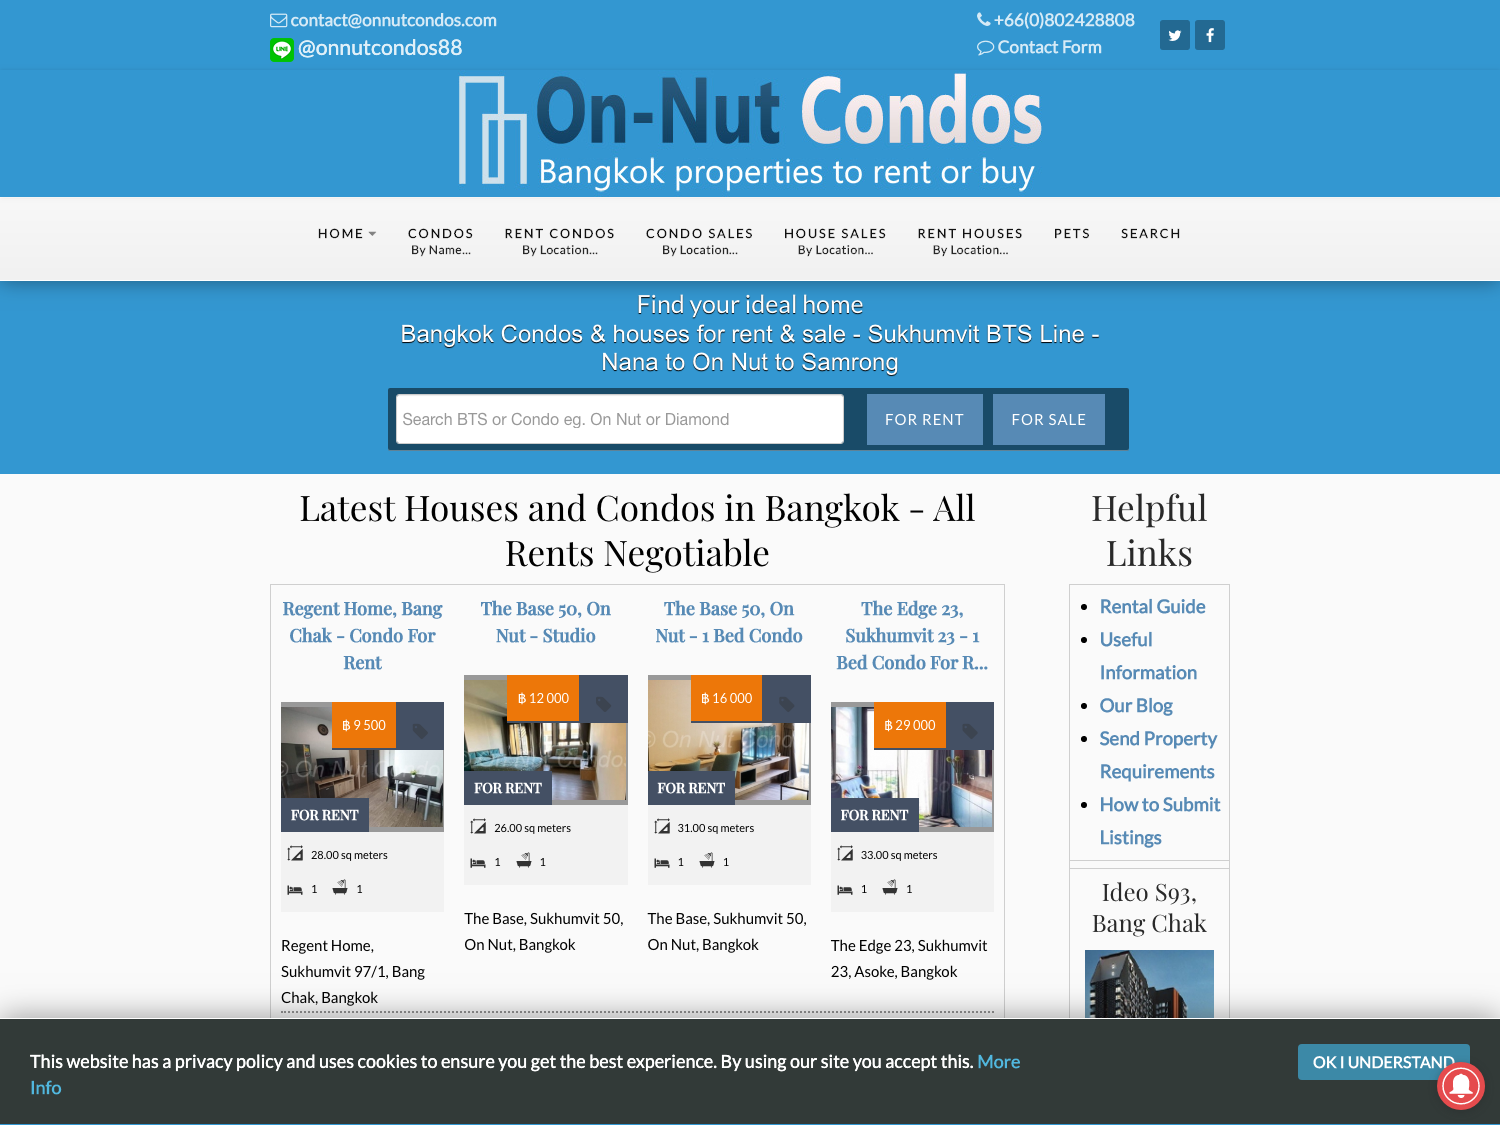 contact@onnutcondos.com
@onnutcondos88
+66(0)802428808
Contact Form
On-Nut Condos
Bangkok properties to rent or buy
HOME
CONDOS
By Name...
RENT CONDOS
By Location...
CONDO SALES
By Location...
HOUSE SALES
By Location...
RENT HOUSES
By Location...
PETS
SEARCH
Find your ideal home
Bangkok Condos & houses for rent & sale - Sukhumvit BTS Line -
Nana to On Nut to Samrong
Search BTS or Condo eg. On Nut or Diamond
FOR RENT
FOR SALE
Latest Houses and Condos in Bangkok - All
Rents Negotiable
Regent Home, Bang
Chak - Condo For
Rent
฿ 9 500
FOR RENT
28.00 sq meters
1 1
Regent Home,
Sukhumvit 97/1, Bang
Chak, Bangkok
The Base 50, On
Nut - Studio
฿ 12 000
FOR RENT
26.00 sq meters
1 1
The Base, Sukhumvit 50,
On Nut, Bangkok
The Base 50, On
Nut - 1 Bed Condo
฿ 16 000
FOR RENT
31.00 sq meters
1 1
The Base, Sukhumvit 50,
On Nut, Bangkok
The Edge 23,
Sukhumvit 23 - 1
Bed Condo For R...
฿ 29 000
FOR RENT
33.00 sq meters
1 1
The Edge 23, Sukhumvit
23, Asoke, Bangkok
Helpful
Links
Rental Guide
Useful
Information
Our Blog
Send Property
Requirements
How to Submit
Listings
Ideo S93,
Bang Chak
This website has a privacy policy and uses cookies to ensure you get the best experience. By using our site you accept this. More
Info
OK I UNDERSTAND